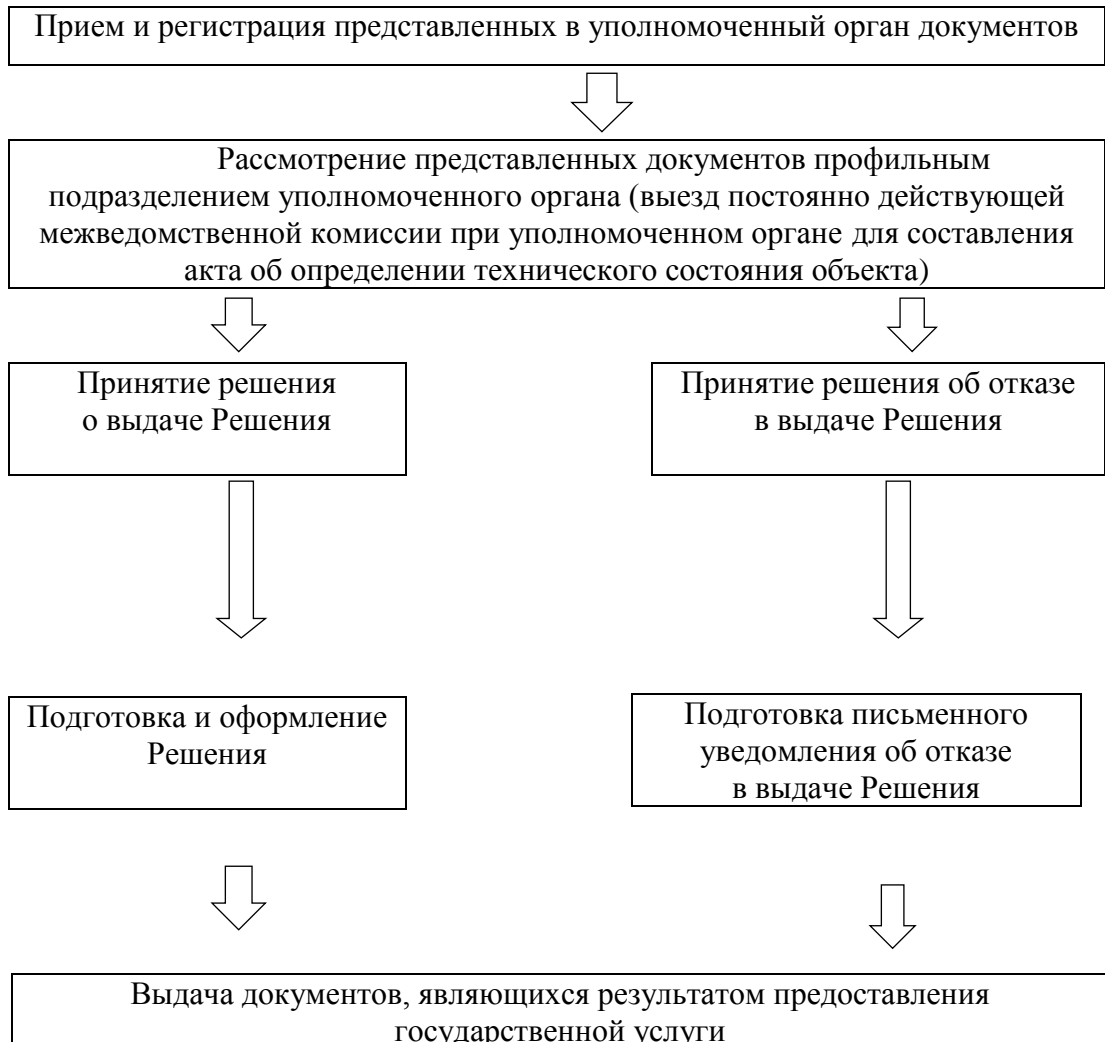 Прием и регистрация представленных в уполномоченный орган документов
Рассмотрение представленных документов профильным
подразделением уполномоченного органа (выезд постоянно действующей
межведомственной комиссии при уполномоченном органе для составления
акта об определении технического состояния объекта)
Принятие решения
о выдаче Решения
Принятие решения об отказе
в выдаче Решения
Подготовка и оформление
Решения
Подготовка письменного
уведомления об отказе
в выдаче Решения
Выдача документов, являющихся результатом предоставления
государственной услуги